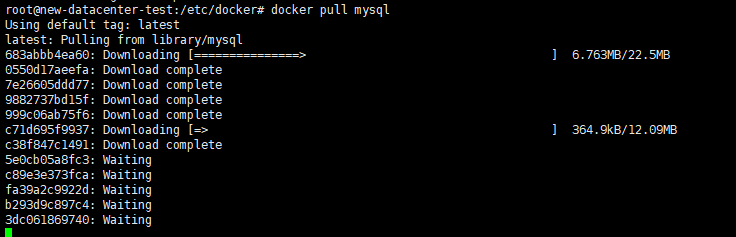 root@new-datacenter-test:/etc/docker# docker pull mysql
Using default tag: latest
latest: Pulling from library/mysql
683abbb4ea60: Downloading [===============>                                   ]  6.763MB/22.5MB
0550d17aeefa: Download complete
7e26605ddd77: Download complete
9882737bd15f: Download complete
999c06ab75f6: Download complete
c71d695f9937: Downloading [=>                                                 ]  364.9kB/12.09MB
c38f847c1491: Download complete
5e0cb05a8fc3: Waiting
c89e3e373fca: Waiting
fa39a2c9922d: Waiting
b293d9c897c4: Waiting
3dc061869740: Waiting